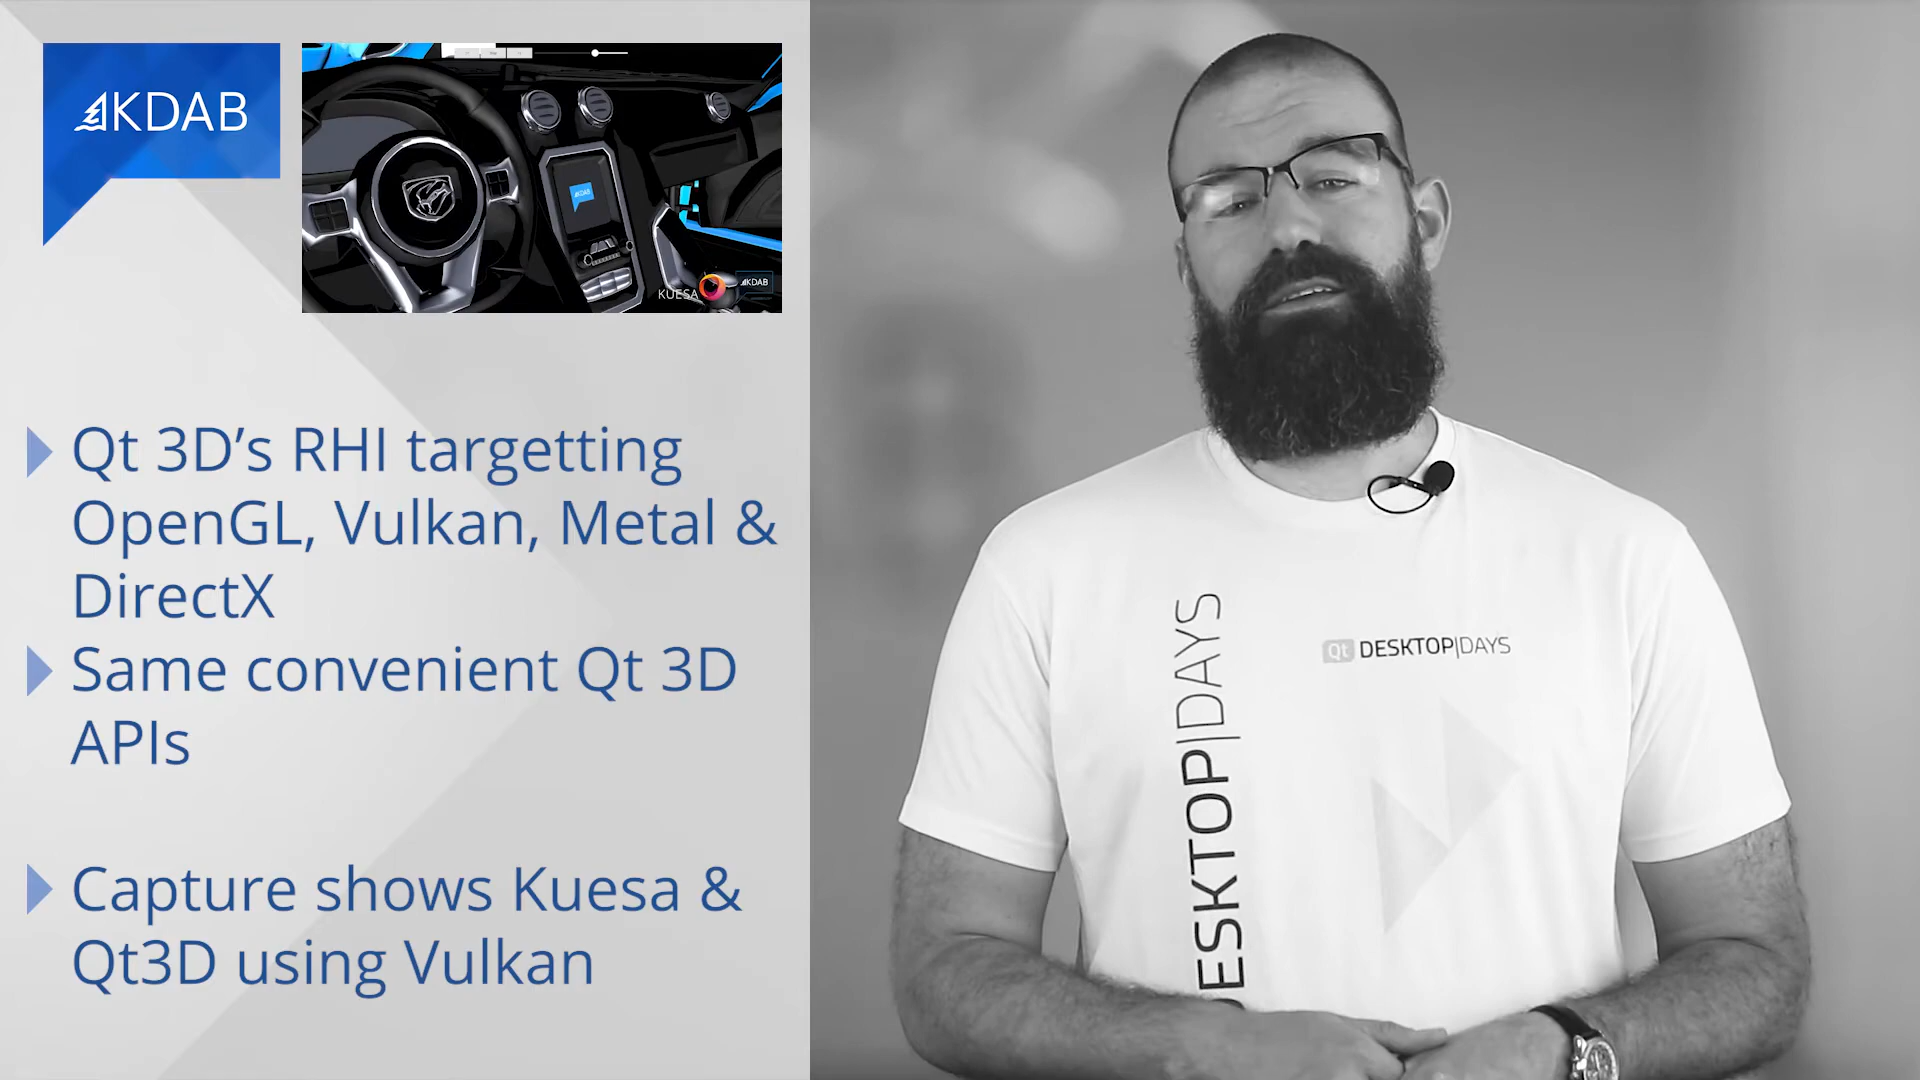 KDAB
KDAB
KUESA
KDAB
Qt 3D’s RHI targetting
OpenGL, Vulkan, Metal &
DirectX
Same convenient Qt 3D
APIs
Capture shows Kuesa &
Qt3D using Vulkan
DESKTOP|DAYS
Qt DESKTOP|DAYS